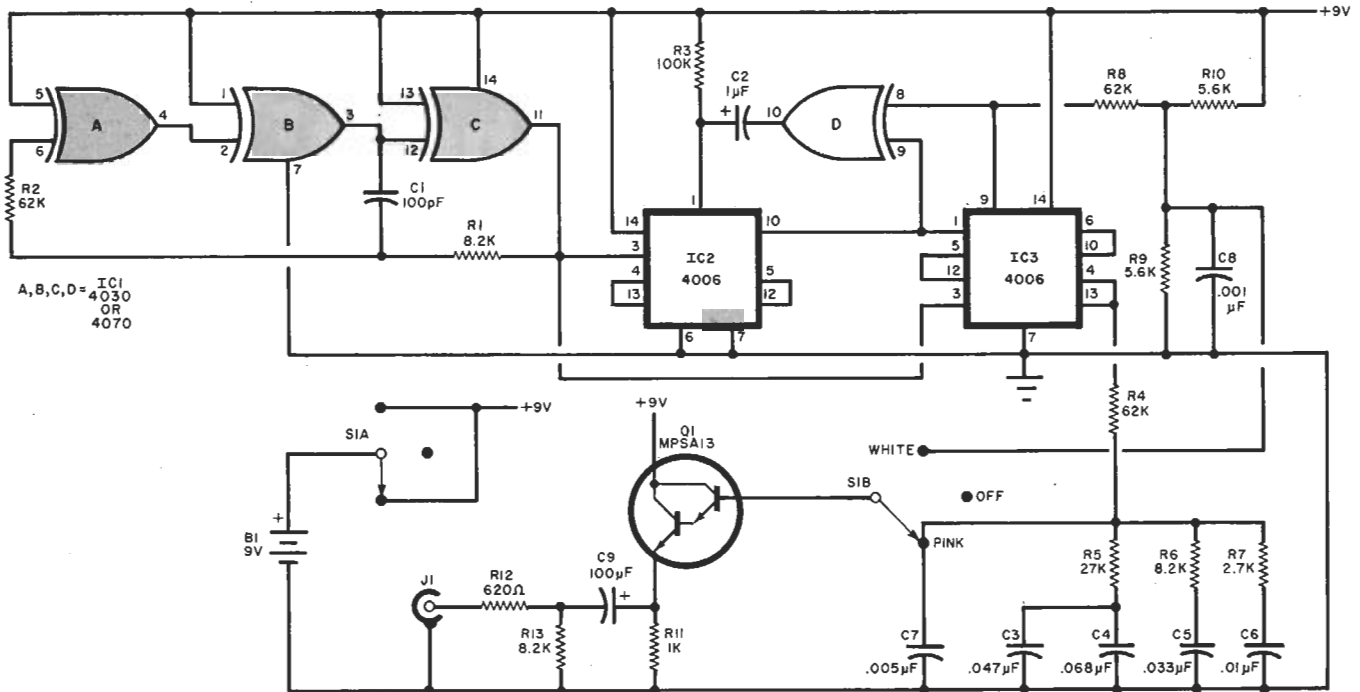 +9V
5
6
A
4
1
2
B
3
7
13
12
C
14
11
R2
62K
C1
100pF
R1
8.2K
A,B,C,D = IC1
4030
OR
4070
R3
100K
C2
1µF
+
10
D
8
9
R8
62K
R10
5.6K
1
14
3
4
13
IC2
4006
10
5
12
6
7
9
14
1
5
12
3
IC3
4006
6
10
4
13
7
R9
5.6K
C8
.001
µF
R4
62K
S1A
+9V
+
B1
9V
J1
R12
620Ω
R13
8.2K
C9
100µF
+
+9V
Q1
MPSA13
R11
1K
WHITE
S1B
OFF
PINK
R5
27K
R6
8.2K
R7
2.7K
C7
.005µF
C3
.047µF
C4
.068µF
C5
.033µF
C6
.01µF